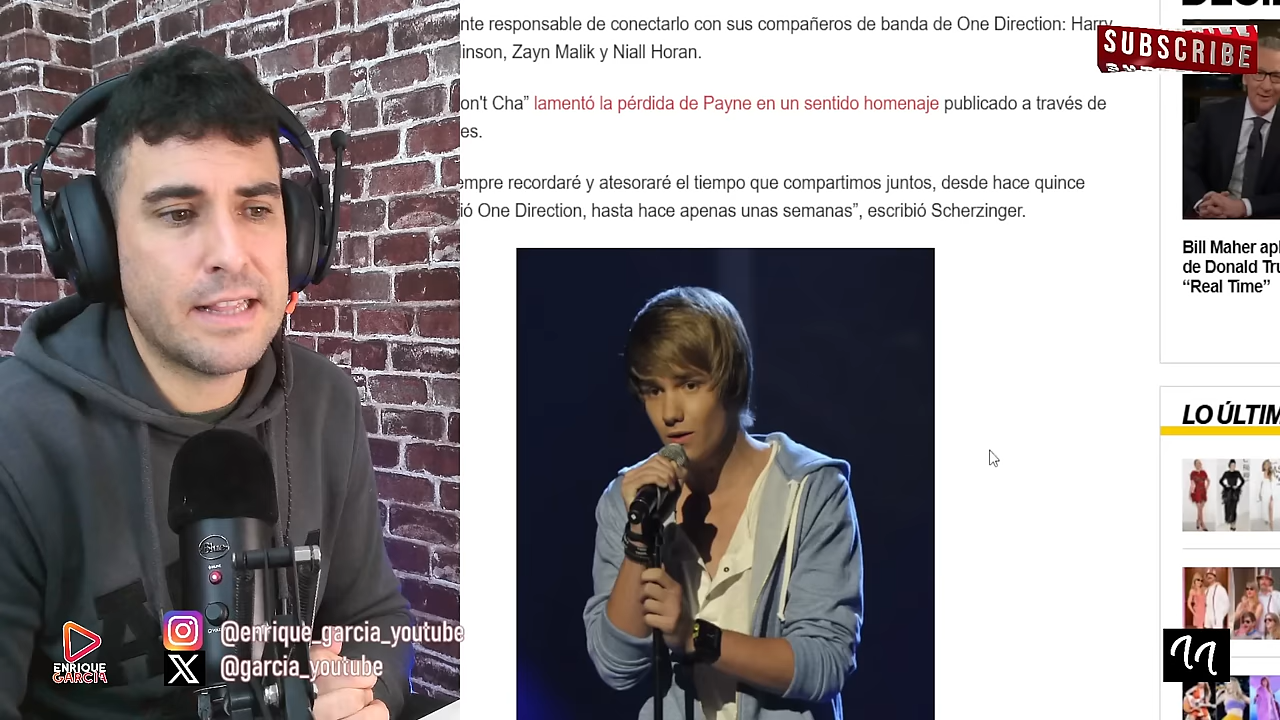 nte responsable de conectarlo con sus compañeros de banda de One Direction: Harry
inson, Zayn Malik y Niall Horan.
on't Cha” lamentó la pérdida de Payne en un sentido homenaje publicado a través de
es.
empre recordaré y atesoraré el tiempo que compartimos juntos, desde hace quince
ió One Direction, hasta hace apenas unas semanas”, escribió Scherzinger.
SUBSCRIBE
Bill Maher apl
de Donald Tru
“Real Time”
LO ÚLTIM
Blue
ENRIQUE
GARCIA
@enrique_garcia_youtube
@garcia_youtube